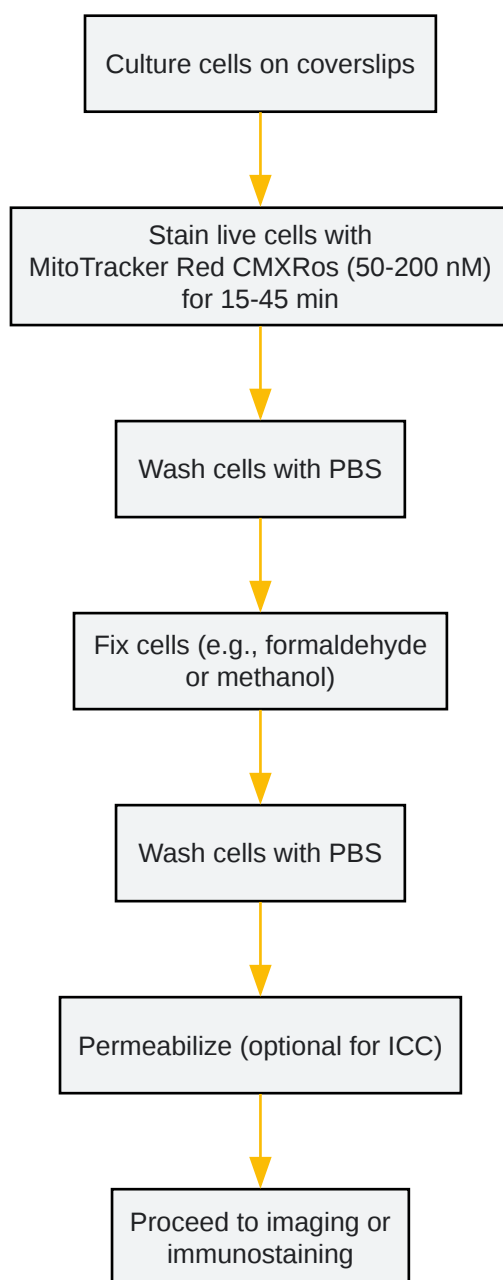 Culture cells on coverslips
Stain live cells with
MitoTracker Red CMXRos (50-200 nM)
for 15-45 min
Wash cells with PBS
Fix cells (e.g., formaldehyde
or methanol)
Wash cells with PBS
Permeabilize (optional for ICC)
Proceed to imaging or
immunostaining